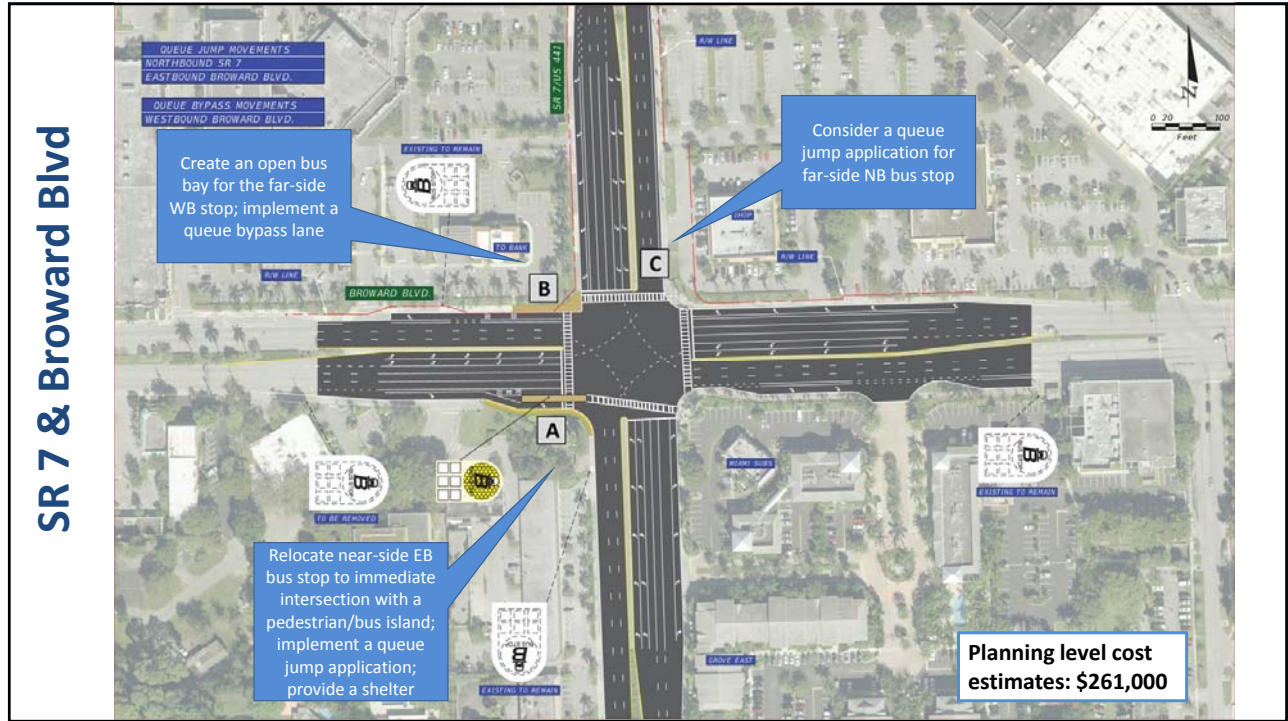 SR 7 & Broward Blvd
QUEUE JUMP MOVEMENTS
NORTHBOUND SR 7
EASTBOUND BROWARD BLVD.
QUEUE BYPASS MOVEMENTS
WESTBOUND BROWARD BLVD.
SR 7/US 441
R/W LINE
N
0 20 100
Feet
EXISTING TO REMAIN
Create an open bus
bay for the far-side
WB stop; implement a
queue bypass lane
Consider a queue
jump application for
far-side NB bus stop
TD BANK
IHOP
R/W LINE
R/W LINE
BROWARD BLVD.
B
C
A
MIAMI SUBS
TO BE REMOVED
EXISTING TO REMAIN
Relocate near-side EB
bus stop to immediate
intersection with a
pedestrian/bus island;
implement a queue
jump application;
provide a shelter
EXISTING TO REMAIN
GROVE EAST
Planning level cost
estimates: $261,000